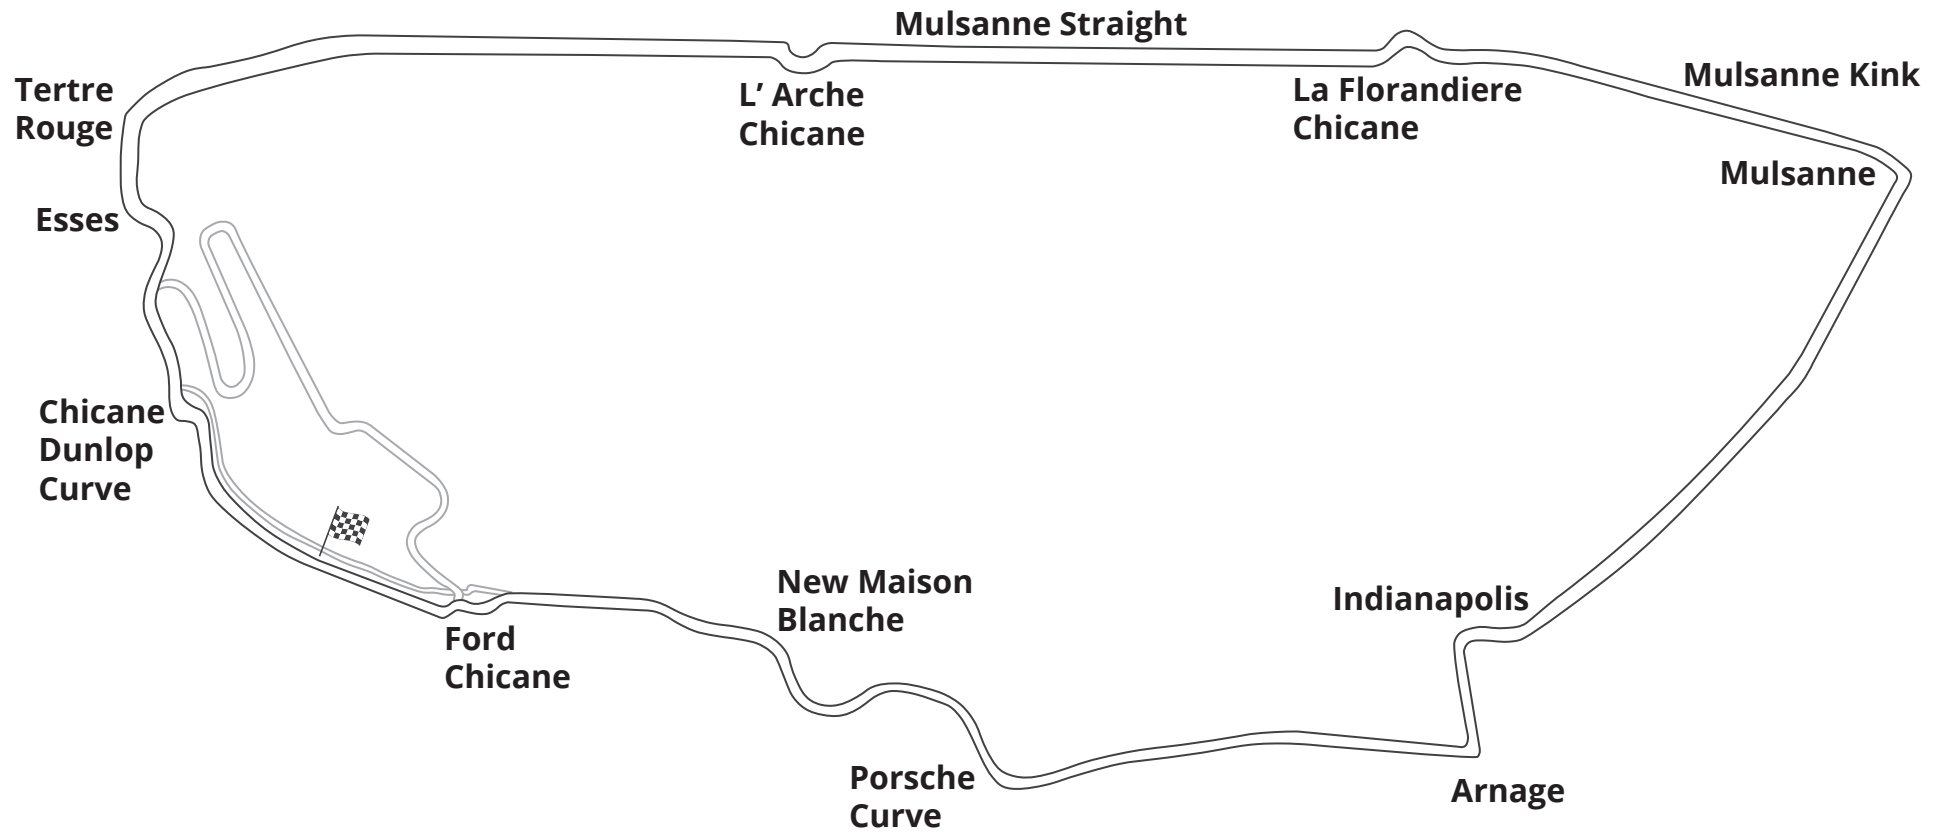 Mulsanne Straight
Tertre
Rouge
L’ Arche
Chicane
La Florandiere
Chicane
Mulsanne Kink
Mulsanne
Esses
Chicane
Dunlop
Curve
New Maison
Blanche
Indianapolis
Ford
Chicane
Porsche
Curve
Arnage